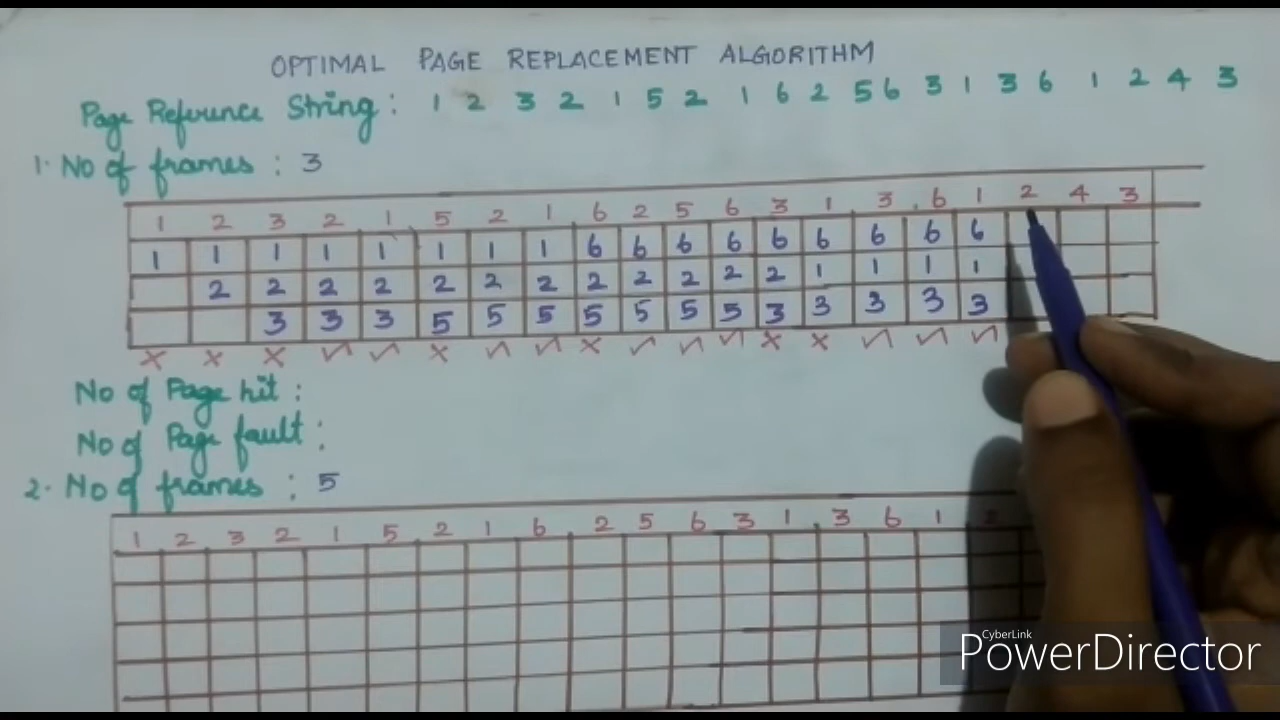 OPTIMAL PAGE REPLACEMENT ALGORITHM
Page Reference String : 1 2 3 2 1 5 2 1 6 2 5 6 3 1 3 6 1 2 4 3
1. No of frames : 3
1 2 3 2 1 5 2 1 6 2 5 6 3 1 3 6 1 2 4 3
1 1 1 1 1 1 1 1 6 6 6 6 6 6 6 6 6
2 2 2 2 2 2 2 2 2 2 2 2 1 1 1 1
3 3 3 5 5 5 5 5 5 5 3 3 3 3 3
✗ ✗ ✗ ✓ ✓ ✗ ✓ ✓ ✗ ✓ ✓ ✓ ✗ ✗ ✓ ✓ ✓
No of Page hit :
No of Page fault :
2. No of frames : 5
1 2 3 2 1 5 2 1 6 2 5 6 3 1 3 6 1 2
CyberLink
PowerDirector